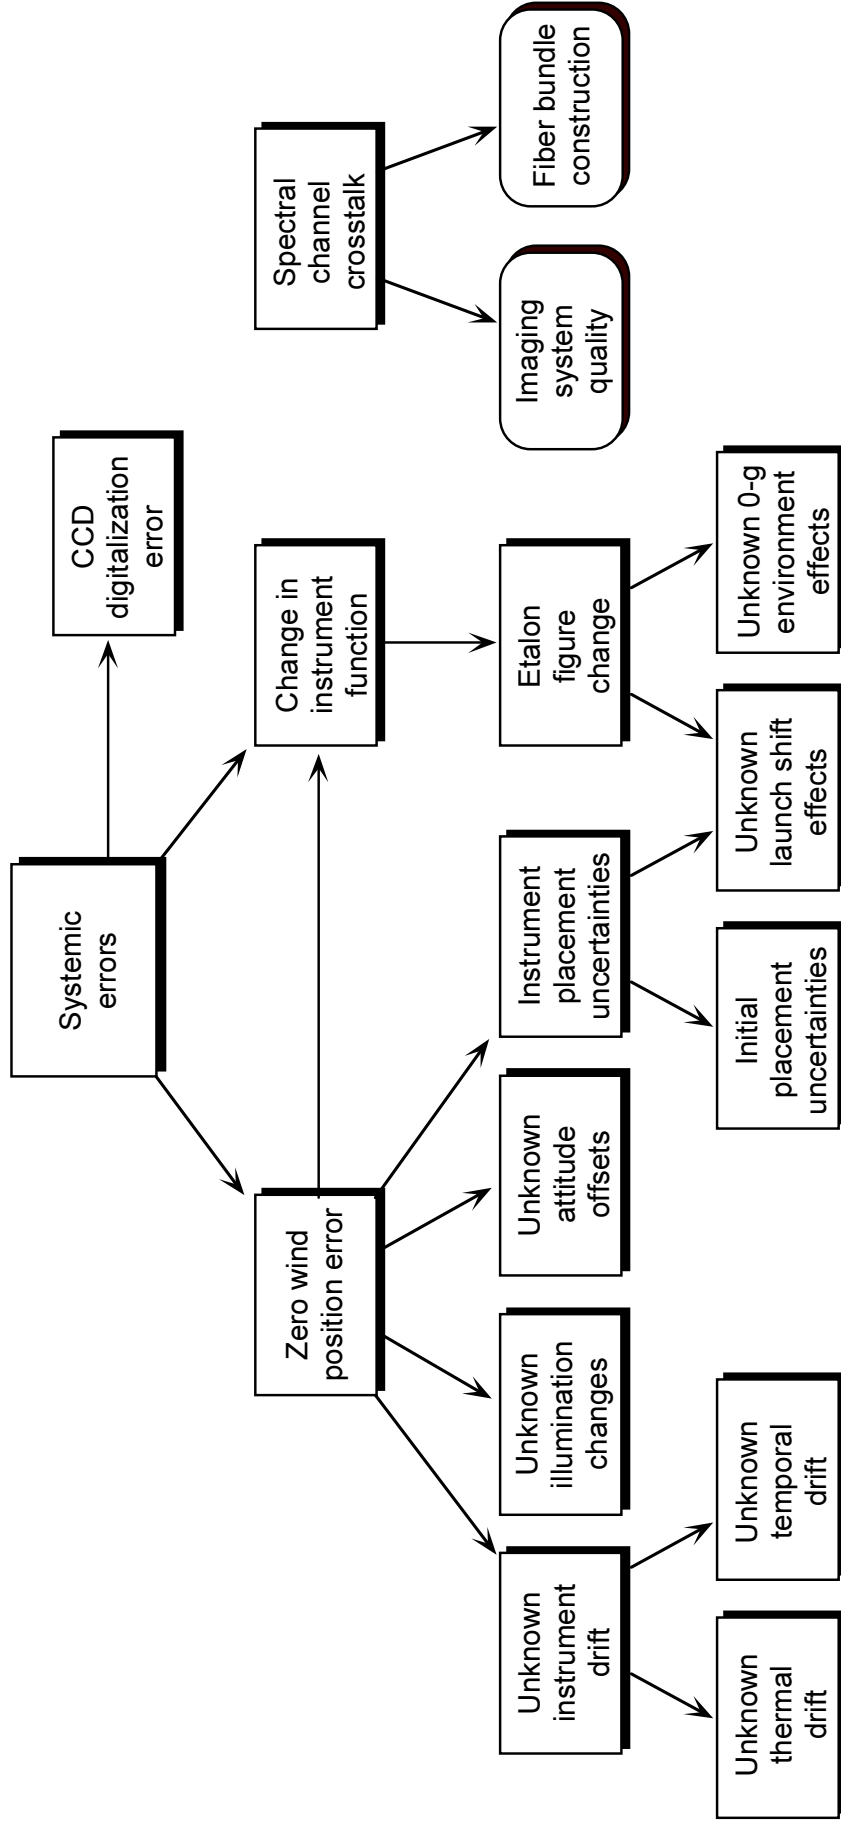 Systemic
errors
CCD
digitalization
error
Zero wind
position error
Change in
instrument
function
Spectral
channel
crosstalk
Unknown
instrument
drift
Unknown
illumination
changes
Unknown
attitude
offsets
Instrument
placement
uncertainties
Etalon
figure
change
Imaging
system
quality
Fiber bundle
construction
Unknown
thermal
drift
Unknown
temporal
drift
Initial
placement
uncertainties
Unknown
launch shift
effects
Unknown 0-g
environment
effects